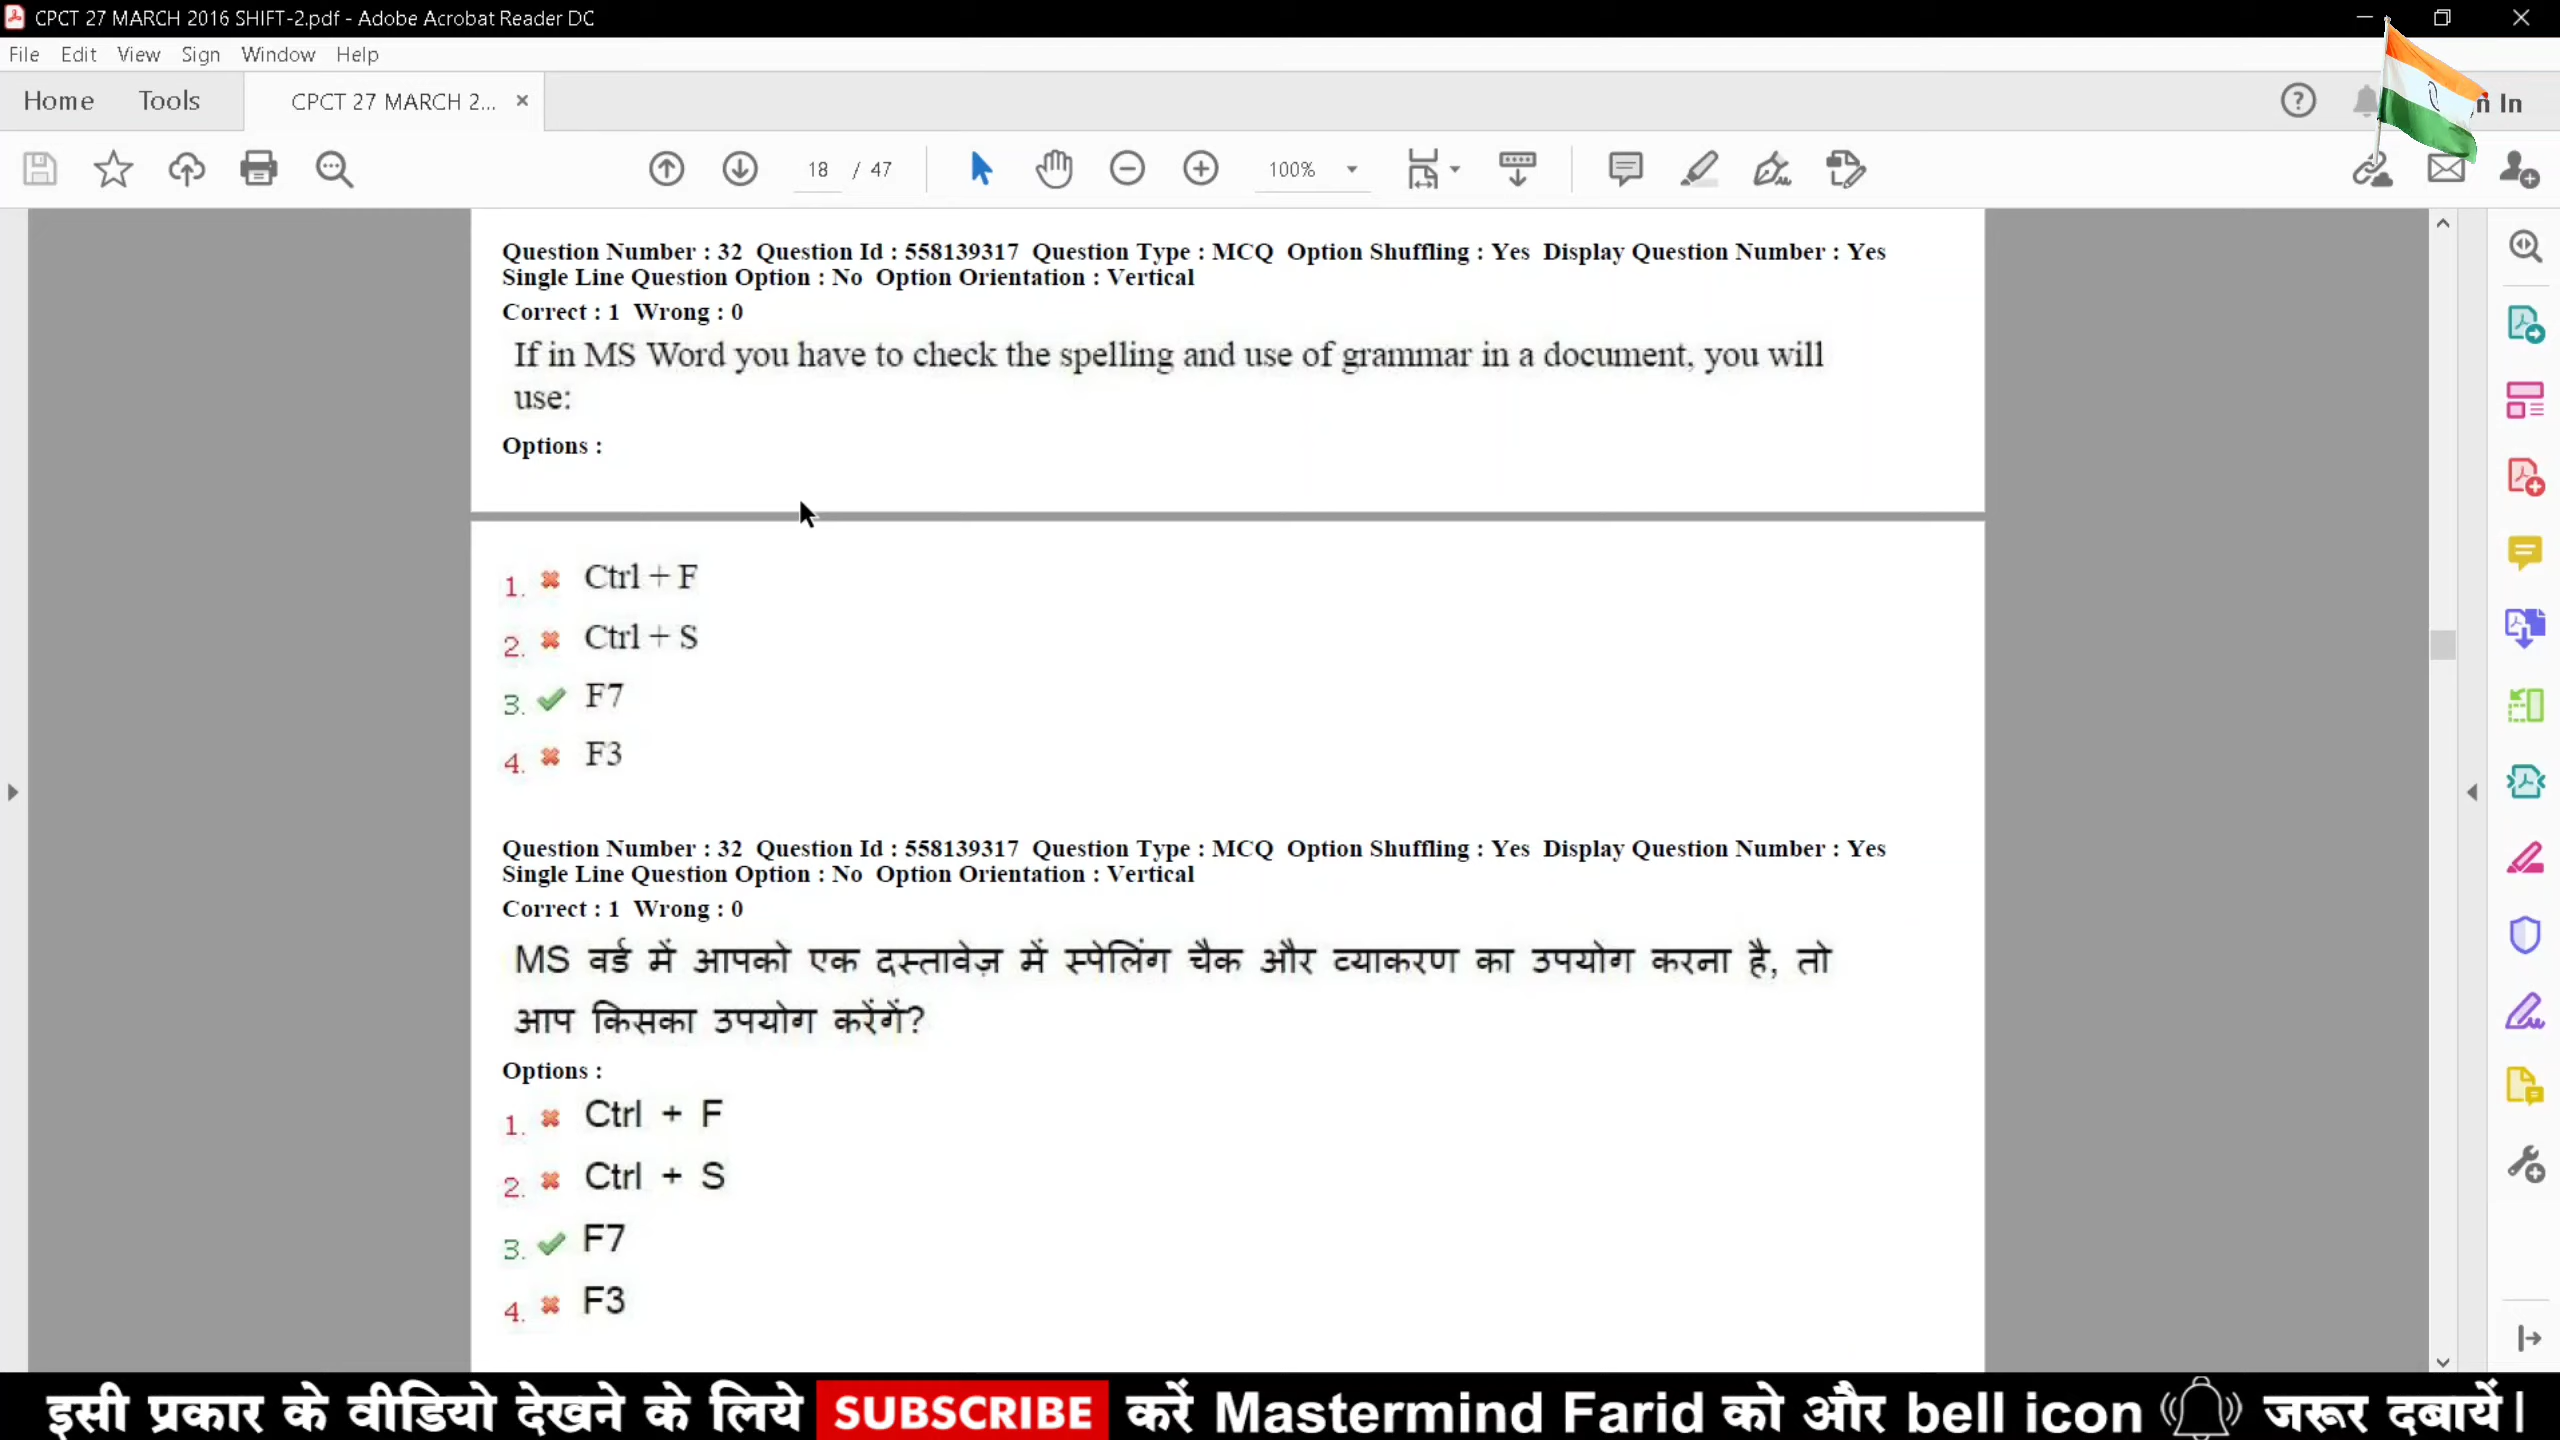 CPCT 27 MARCH 2016 SHIFT-2.pdf - Adobe Acrobat Reader DC
File Edit View Sign Window Help
Home Tools CPCT 27 MARCH 2... × n In
18 / 47 100%
Question Number : 32 Question Id : 558139317 Question Type : MCQ Option Shuffling : Yes Display Question Number : Yes
Single Line Question Option : No Option Orientation : Vertical
Correct : 1 Wrong : 0
If in MS Word you have to check the spelling and use of grammar in a document, you will
use:
Options :
1. Ctrl + F
2. Ctrl + S
3. F7
4. F3
Question Number : 32 Question Id : 558139317 Question Type : MCQ Option Shuffling : Yes Display Question Number : Yes
Single Line Question Option : No Option Orientation : Vertical
Correct : 1 Wrong : 0
MS वर्ड में आपको एक दस्तावेज़ में स्पेलिंग चैक और व्याकरण का उपयोग करना है, तो
आप किसका उपयोग करेंगें?
Options :
1. Ctrl + F
2. Ctrl + S
3. F7
4. F3
इसी प्रकार के वीडियो देखने के लिये SUBSCRIBE करें Mastermind Farid को और bell icon जरूर दबायें|